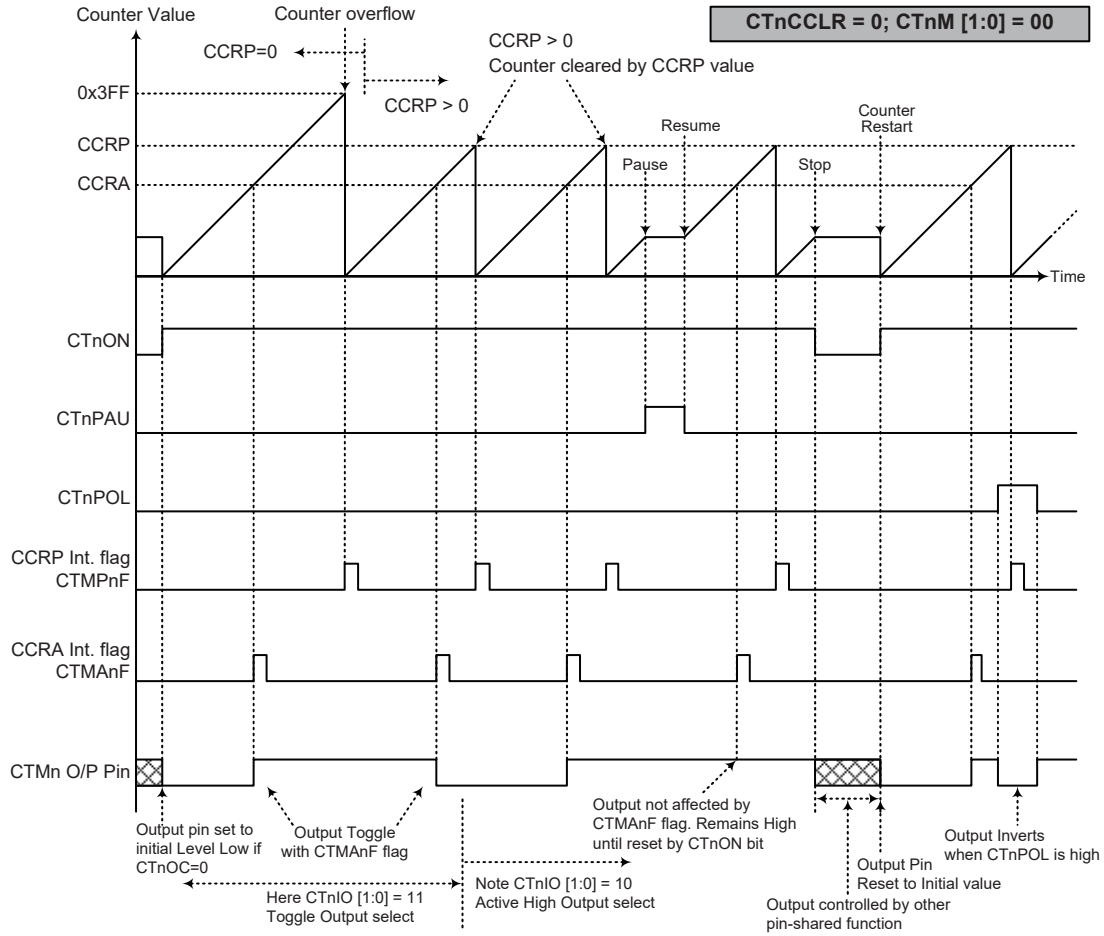 Counter Value
Counter overflow
CTnCCLR = 0; CTnM [1:0] = 00
CCRP=0
CCRP > 0
CCRP > 0
Counter cleared by CCRP value
0x3FF
CCRP
CCRA
Pause
Resume
Stop
Counter
Restart
Time
CTnON
CTnPAU
CTnPOL
CCRP Int. flag
CTMPnF
CCRA Int. flag
CTMAnF
CTMn O/P Pin
Output pin set to
initial Level Low if
CTnOC=0
Output Toggle
with CTMAnF flag
Here CTnIO [1:0] = 11
Toggle Output select
Note CTnIO [1:0] = 10
Active High Output select
Output not affected by
CTMAnF flag. Remains High
until reset by CTnON bit
Output Pin
Reset to Initial value
Output controlled by other
pin-shared function
Output Inverts
when CTnPOL is high